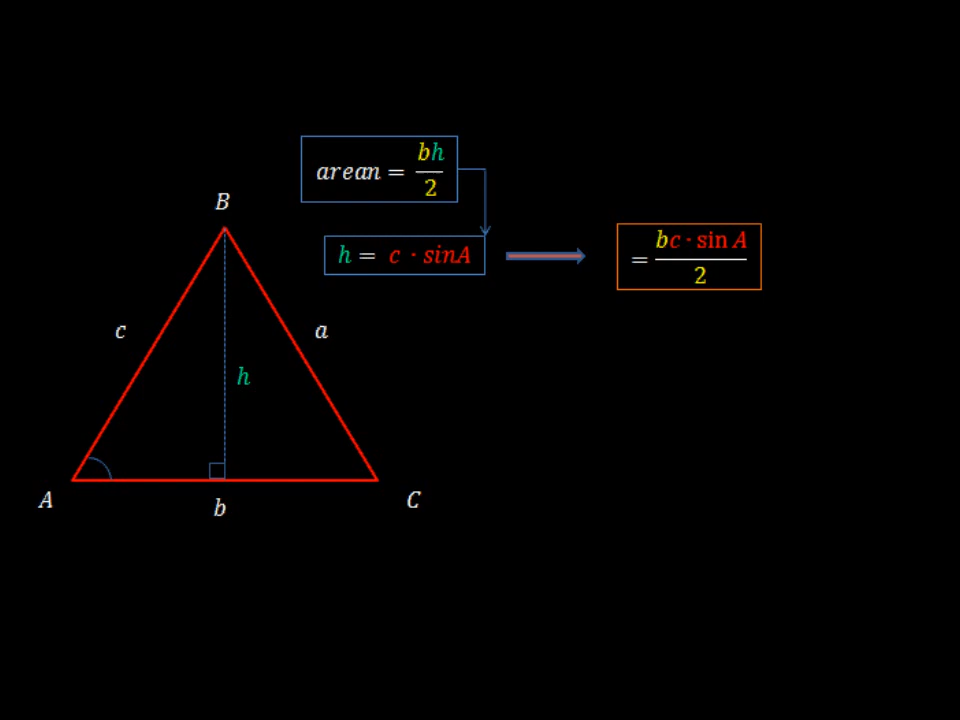 arean = bh/2
B
h = c · sinA
= bc · sin A/2
c
a
h
A
b
C